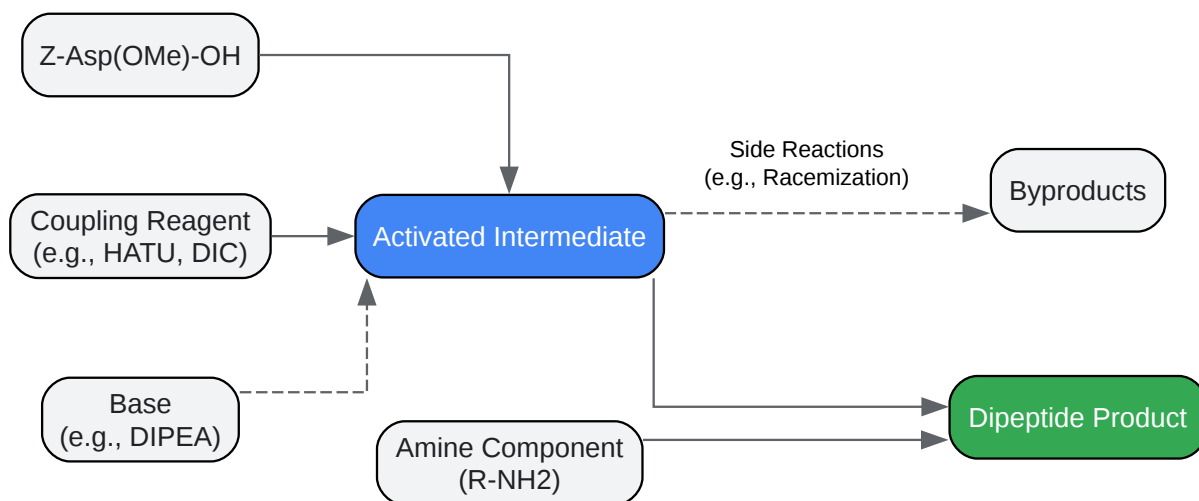 Z-Asp(OMe)-OH
Side Reactions
(e.g., Racemization)
Byproducts
Coupling Reagent
(e.g., HATU, DIC)
Activated Intermediate
Base
(e.g., DIPEA)
Amine Component
(R-NH2)
Dipeptide Product